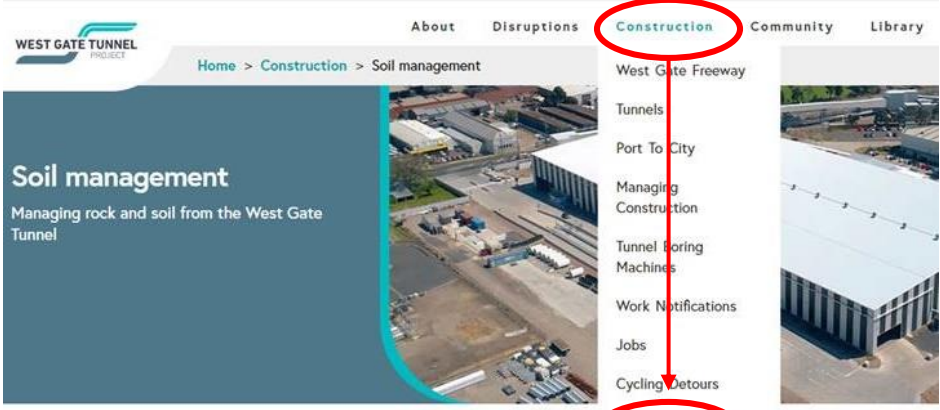 WEST GATE TUNNEL
PROJECT
About Disruptions Construction Community Library
Home > Construction > Soil management
Soil management
Managing rock and soil from the West Gate
Tunnel
West Gate Freeway
Tunnels
Port To City
Managing
Construction
Tunnel Boring
Machines
Work Notifications
Jobs
Cycling Detours